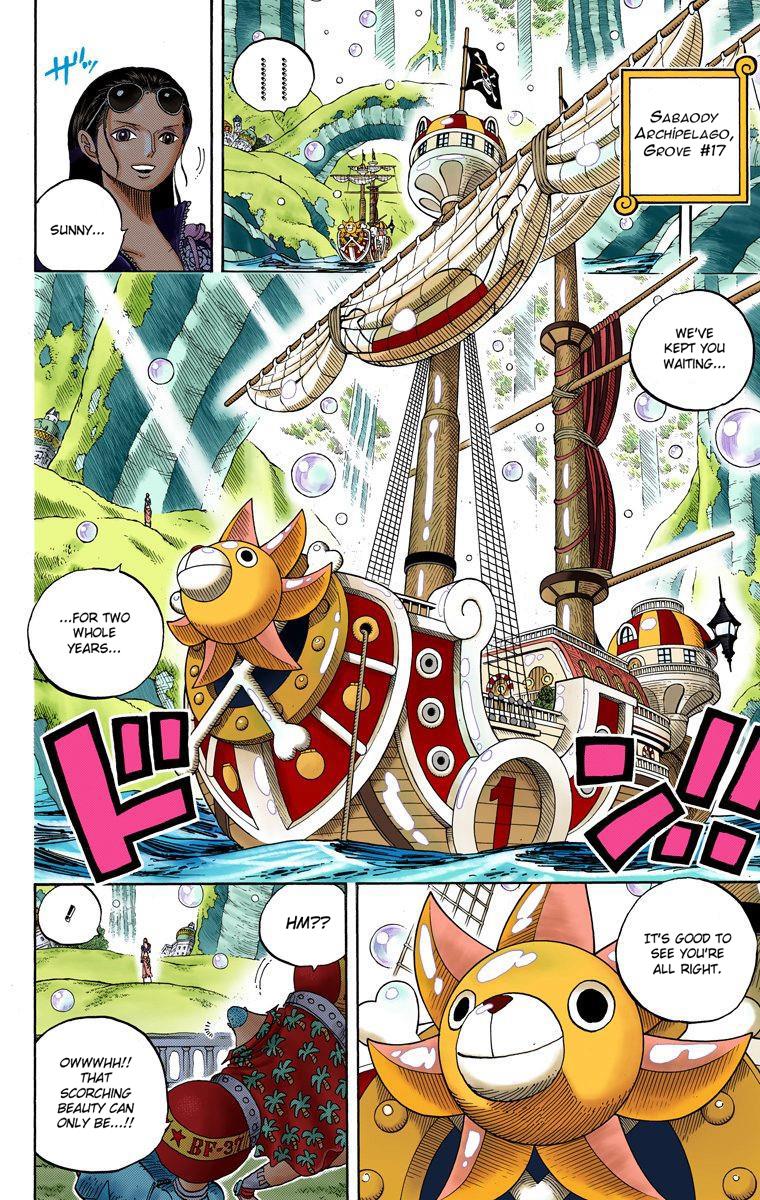 ザッ
SUNNY...
!!
SABAODY
ARCHIPELAGO,
GROVE #17
WE'VE
KEPT YOU
WAITING...
...FOR TWO
WHOLE
YEARS...
ドン!!
1
!
HM??
OWWWHH!!
THAT
SCORCHING
BEAUTY CAN
ONLY BE...!!
BF-37
IT'S GOOD TO
SEE YOU'RE
ALL RIGHT.